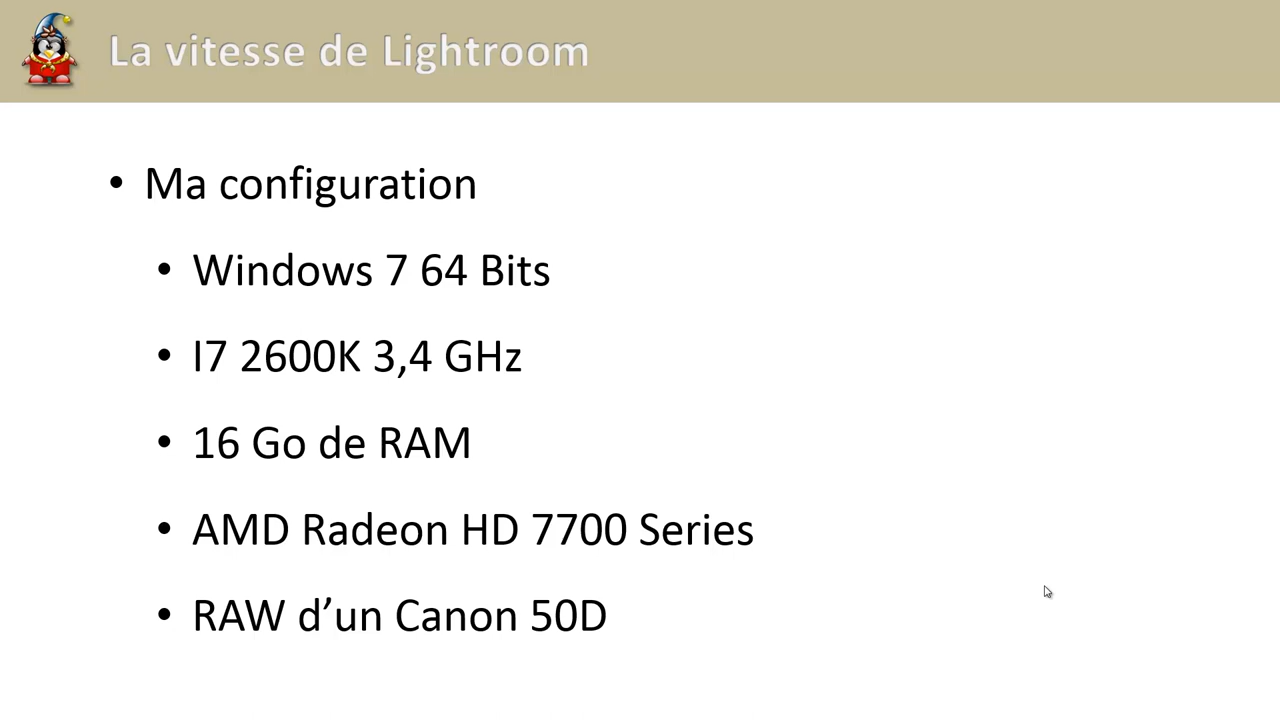 La vitesse de Lightroom
• Ma configuration
• Windows 7 64 Bits
• I7 2600K 3,4 GHz
• 16 Go de RAM
• AMD Radeon HD 7700 Series
• RAW d’un Canon 50D